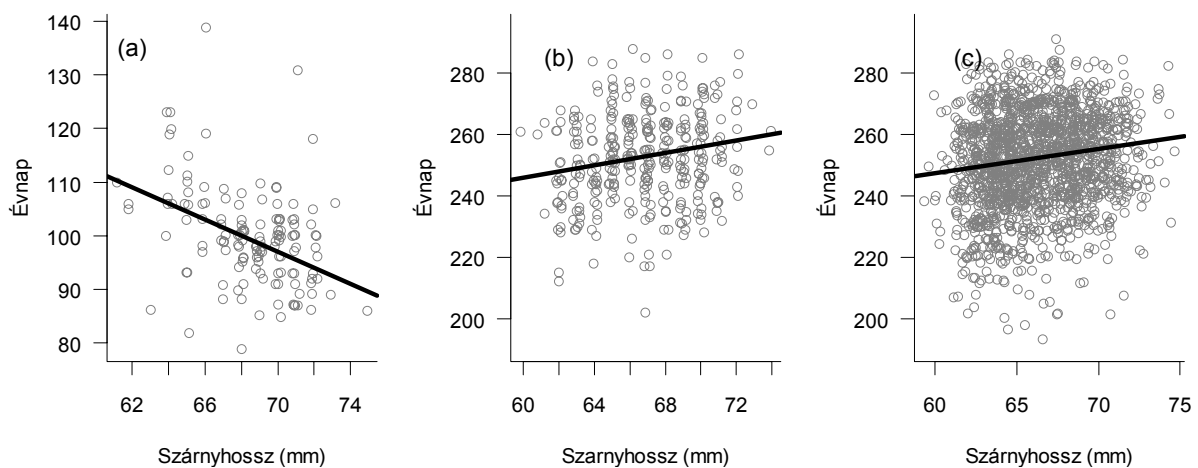 (a)
Évnap
140
130
120
110
100
90
80
62 66 70 74
Szárnyhossz (mm)
(b)
Évnap
280
260
240
220
200
60 64 68 72
Szarnyhossz (mm)
(c)
Évnap
280
260
240
220
200
60 65 70 75
Szárnyhossz (mm)